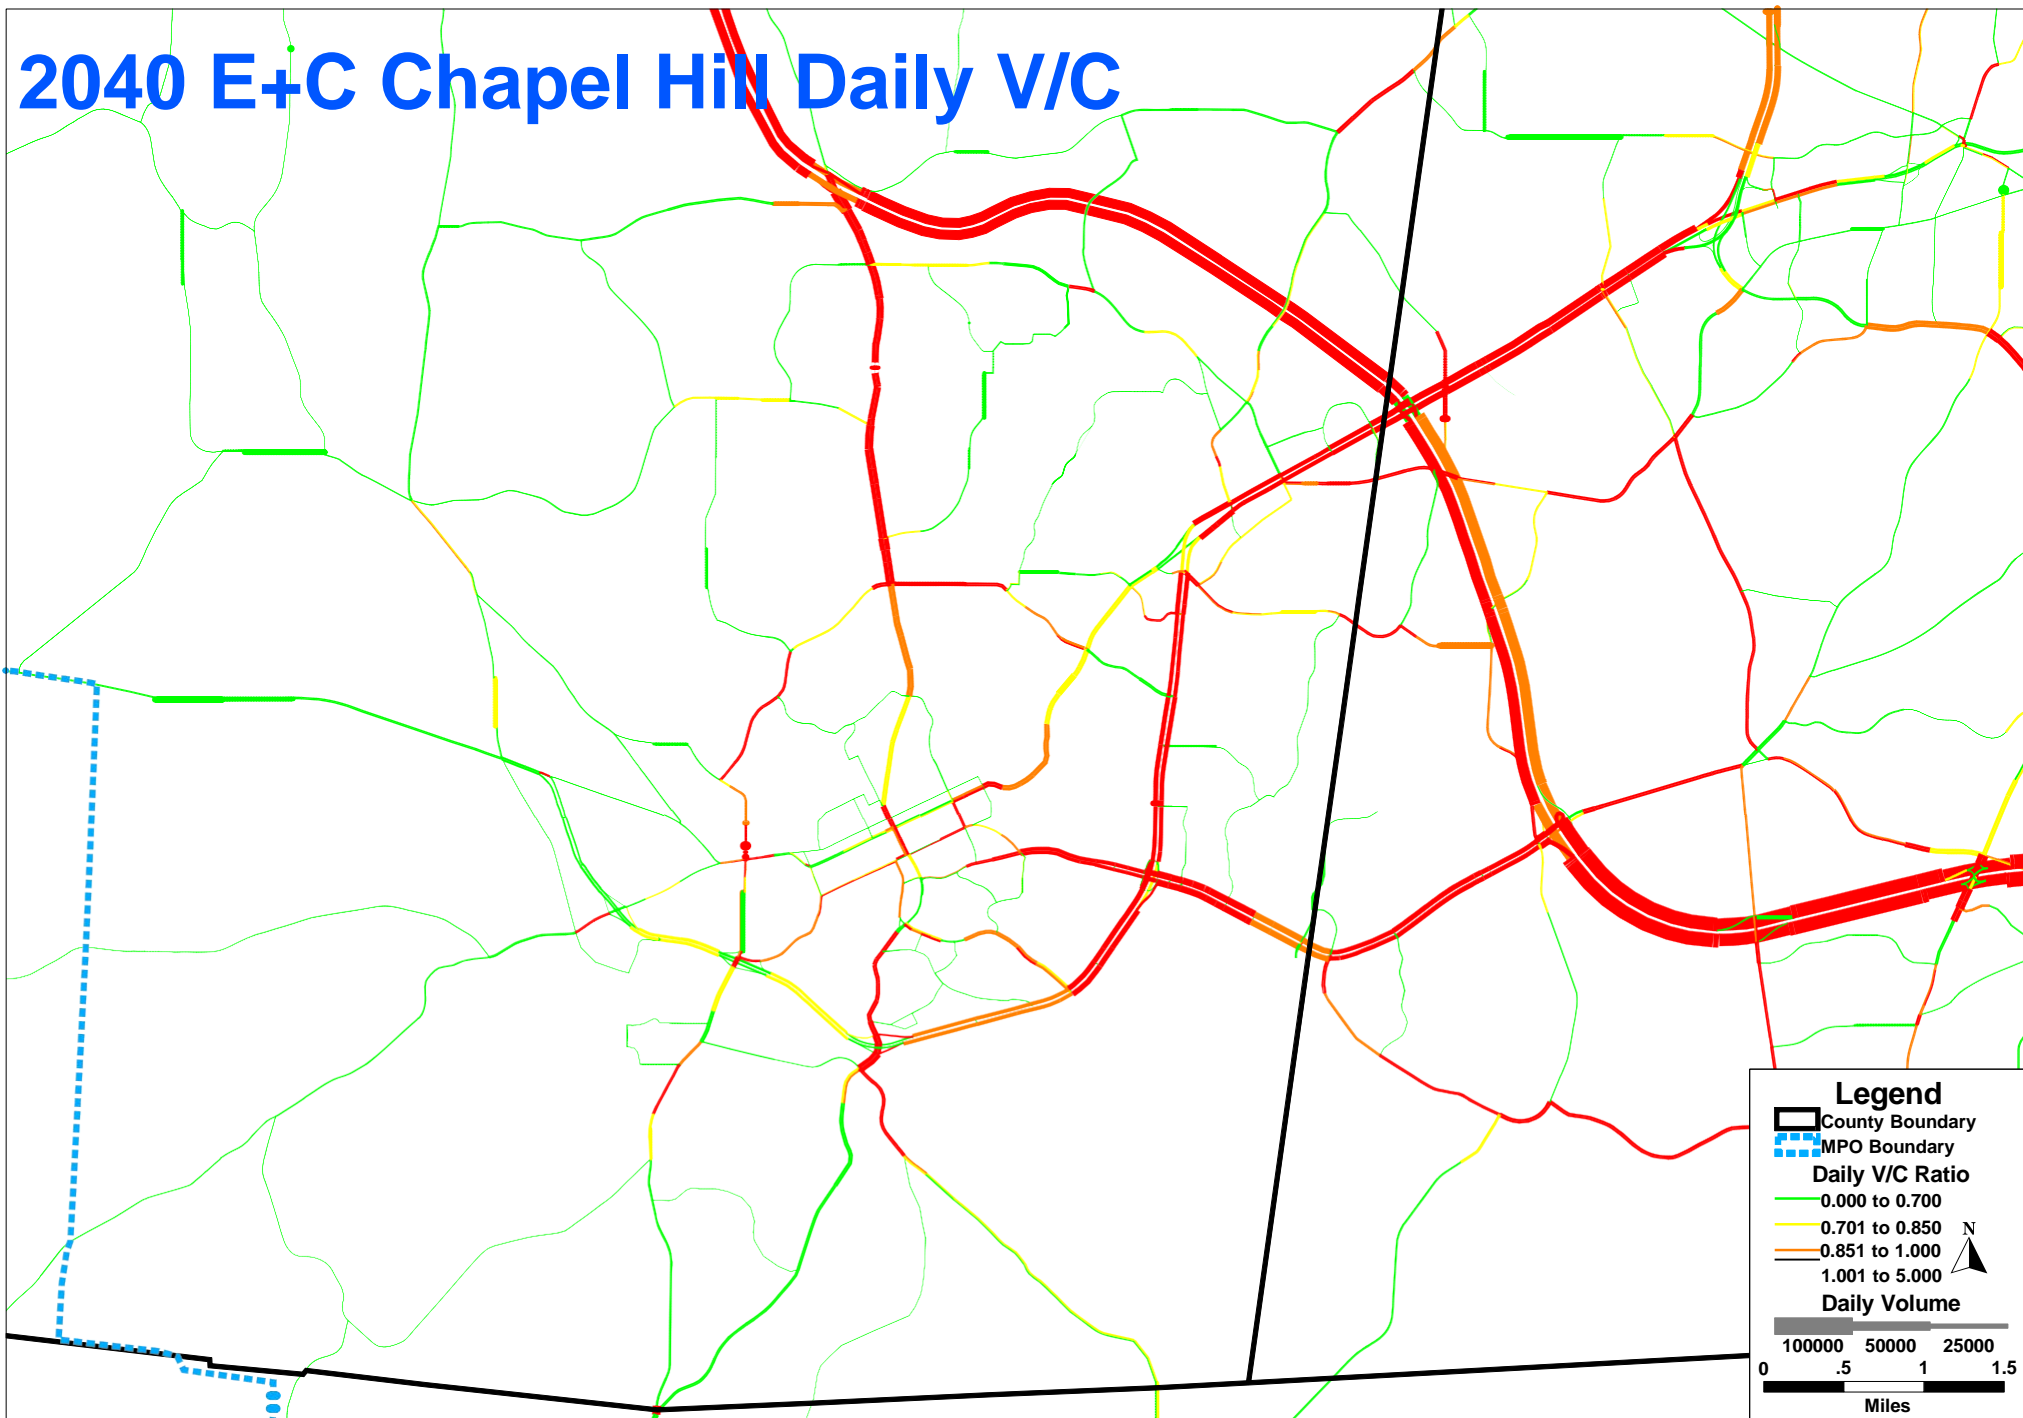 2040 E+C Chapel Hill Daily V/C
Legend
County Boundary
MPO Boundary
Daily V/C Ratio
0.000 to 0.700
0.701 to 0.850
0.851 to 1.000
1.001 to 5.000
N
Daily Volume
100000 50000 25000
0 .5 1 1.5
Miles